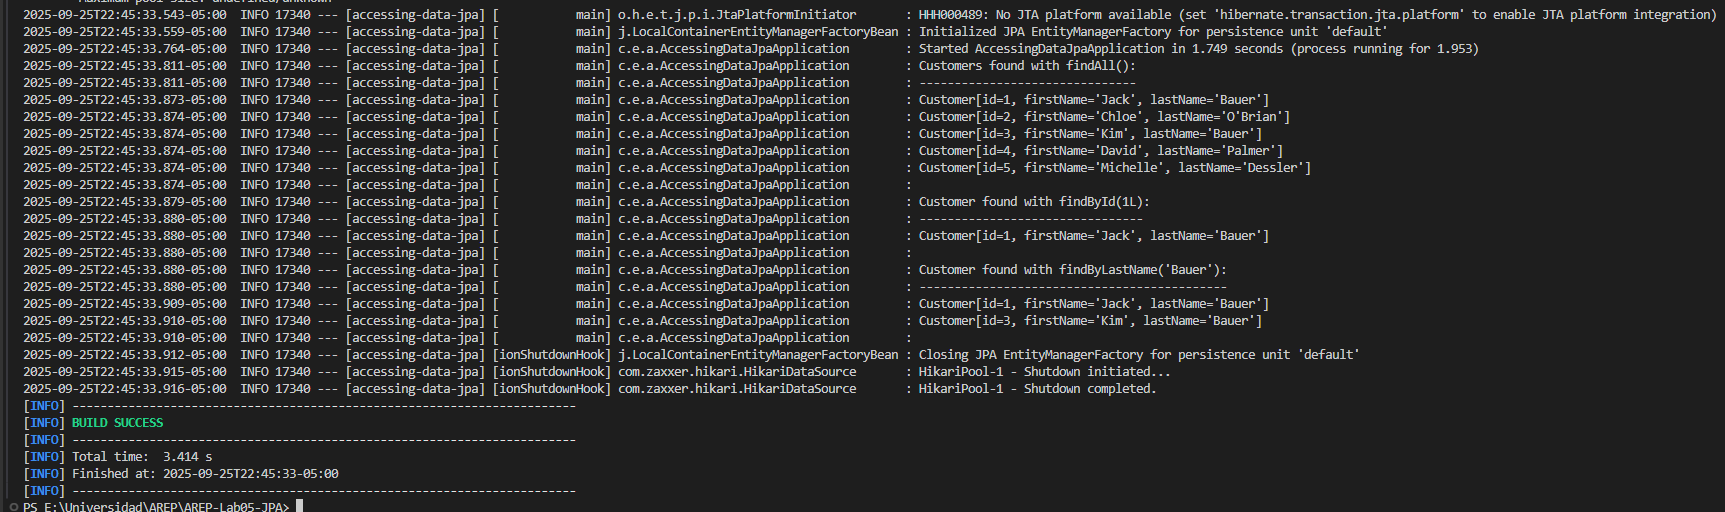 Maximum pool size: undefined/unknown
2025-09-25T22:45:33.543-05:00  INFO 17340 --- [accessing-data-jpa] [           main] o.h.e.t.j.p.i.JtaPlatformInitiator       : HHH000489: No JTA platform available (set 'hibernate.transaction.jta.platform' to enable JTA platform integration)
2025-09-25T22:45:33.559-05:00  INFO 17340 --- [accessing-data-jpa] [           main] j.LocalContainerEntityManagerFactoryBean : Initialized JPA EntityManagerFactory for persistence unit 'default'
2025-09-25T22:45:33.764-05:00  INFO 17340 --- [accessing-data-jpa] [           main] c.e.a.AccessingDataJpaApplication        : Started AccessingDataJpaApplication in 1.749 seconds (process running for 1.953)
2025-09-25T22:45:33.811-05:00  INFO 17340 --- [accessing-data-jpa] [           main] c.e.a.AccessingDataJpaApplication        : Customers found with findAll():
2025-09-25T22:45:33.811-05:00  INFO 17340 --- [accessing-data-jpa] [           main] c.e.a.AccessingDataJpaApplication        : -------------------------------
2025-09-25T22:45:33.873-05:00  INFO 17340 --- [accessing-data-jpa] [           main] c.e.a.AccessingDataJpaApplication        : Customer[id=1, firstName='Jack', lastName='Bauer']
2025-09-25T22:45:33.874-05:00  INFO 17340 --- [accessing-data-jpa] [           main] c.e.a.AccessingDataJpaApplication        : Customer[id=2, firstName='Chloe', lastName='O'Brian']
2025-09-25T22:45:33.874-05:00  INFO 17340 --- [accessing-data-jpa] [           main] c.e.a.AccessingDataJpaApplication        : Customer[id=3, firstName='Kim', lastName='Bauer']
2025-09-25T22:45:33.874-05:00  INFO 17340 --- [accessing-data-jpa] [           main] c.e.a.AccessingDataJpaApplication        : Customer[id=4, firstName='David', lastName='Palmer']
2025-09-25T22:45:33.874-05:00  INFO 17340 --- [accessing-data-jpa] [           main] c.e.a.AccessingDataJpaApplication        : Customer[id=5, firstName='Michelle', lastName='Dessler']
2025-09-25T22:45:33.874-05:00  INFO 17340 --- [accessing-data-jpa] [           main] c.e.a.AccessingDataJpaApplication        :
2025-09-25T22:45:33.879-05:00  INFO 17340 --- [accessing-data-jpa] [           main] c.e.a.AccessingDataJpaApplication        : Customer found with findById(1L):
2025-09-25T22:45:33.880-05:00  INFO 17340 --- [accessing-data-jpa] [           main] c.e.a.AccessingDataJpaApplication        : --------------------------------
2025-09-25T22:45:33.880-05:00  INFO 17340 --- [accessing-data-jpa] [           main] c.e.a.AccessingDataJpaApplication        : Customer[id=1, firstName='Jack', lastName='Bauer']
2025-09-25T22:45:33.880-05:00  INFO 17340 --- [accessing-data-jpa] [           main] c.e.a.AccessingDataJpaApplication        :
2025-09-25T22:45:33.880-05:00  INFO 17340 --- [accessing-data-jpa] [           main] c.e.a.AccessingDataJpaApplication        : Customer found with findByLastName('Bauer'):
2025-09-25T22:45:33.880-05:00  INFO 17340 --- [accessing-data-jpa] [           main] c.e.a.AccessingDataJpaApplication        : --------------------------------------------
2025-09-25T22:45:33.909-05:00  INFO 17340 --- [accessing-data-jpa] [           main] c.e.a.AccessingDataJpaApplication        : Customer[id=1, firstName='Jack', lastName='Bauer']
2025-09-25T22:45:33.910-05:00  INFO 17340 --- [accessing-data-jpa] [           main] c.e.a.AccessingDataJpaApplication        : Customer[id=3, firstName='Kim', lastName='Bauer']
2025-09-25T22:45:33.910-05:00  INFO 17340 --- [accessing-data-jpa] [           main] c.e.a.AccessingDataJpaApplication        :
2025-09-25T22:45:33.912-05:00  INFO 17340 --- [accessing-data-jpa] [ionShutdownHook] j.LocalContainerEntityManagerFactoryBean : Closing JPA EntityManagerFactory for persistence unit 'default'
2025-09-25T22:45:33.915-05:00  INFO 17340 --- [accessing-data-jpa] [ionShutdownHook] com.zaxxer.hikari.HikariDataSource       : HikariPool-1 - Shutdown initiated...
2025-09-25T22:45:33.916-05:00  INFO 17340 --- [accessing-data-jpa] [ionShutdownHook] com.zaxxer.hikari.HikariDataSource       : HikariPool-1 - Shutdown completed.
[INFO] ------------------------------------------------------------------------
[INFO] BUILD SUCCESS
[INFO] ------------------------------------------------------------------------
[INFO] Total time:  3.414 s
[INFO] Finished at: 2025-09-25T22:45:33-05:00
[INFO] ------------------------------------------------------------------------
PS E:\Universidad\AREP\AREP-Lab05-JPA>